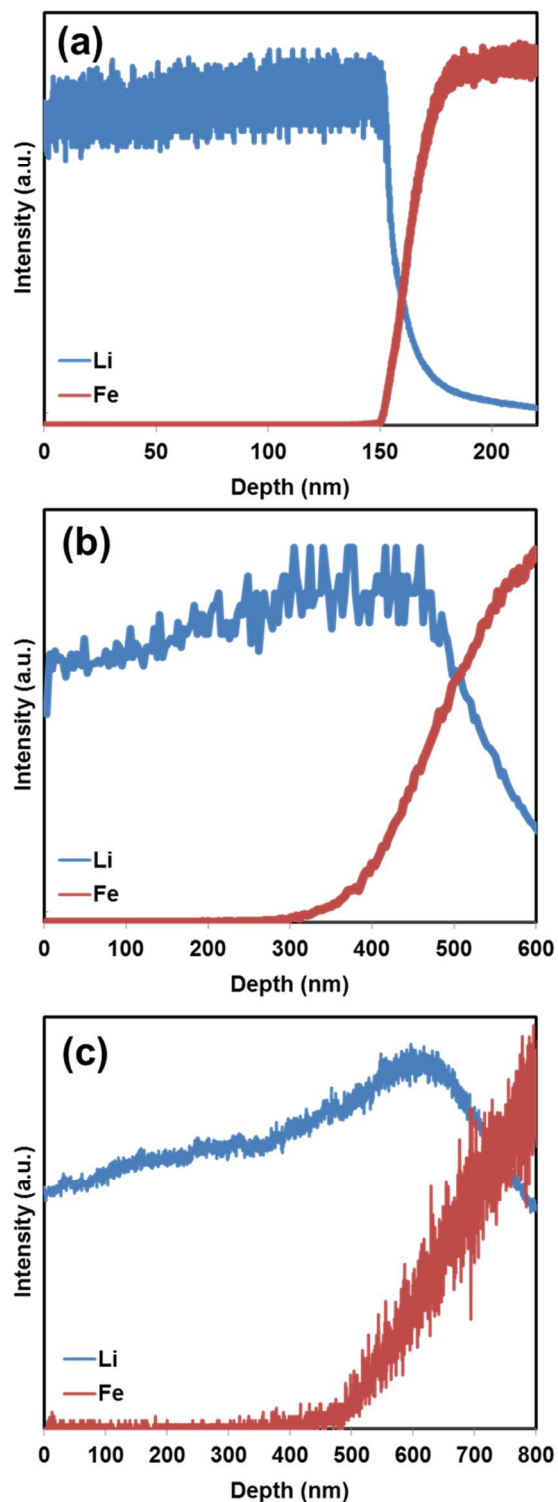 (a)
Intensity (a.u.)
Li
Fe
0 50 100 150 200
Depth (nm)
(b)
Intensity (a.u.)
Li
Fe
0 100 200 300 400 500 600
Depth (nm)
(c)
Intensity (a.u.)
Li
Fe
0 100 200 300 400 500 600 700 800
Depth (nm)